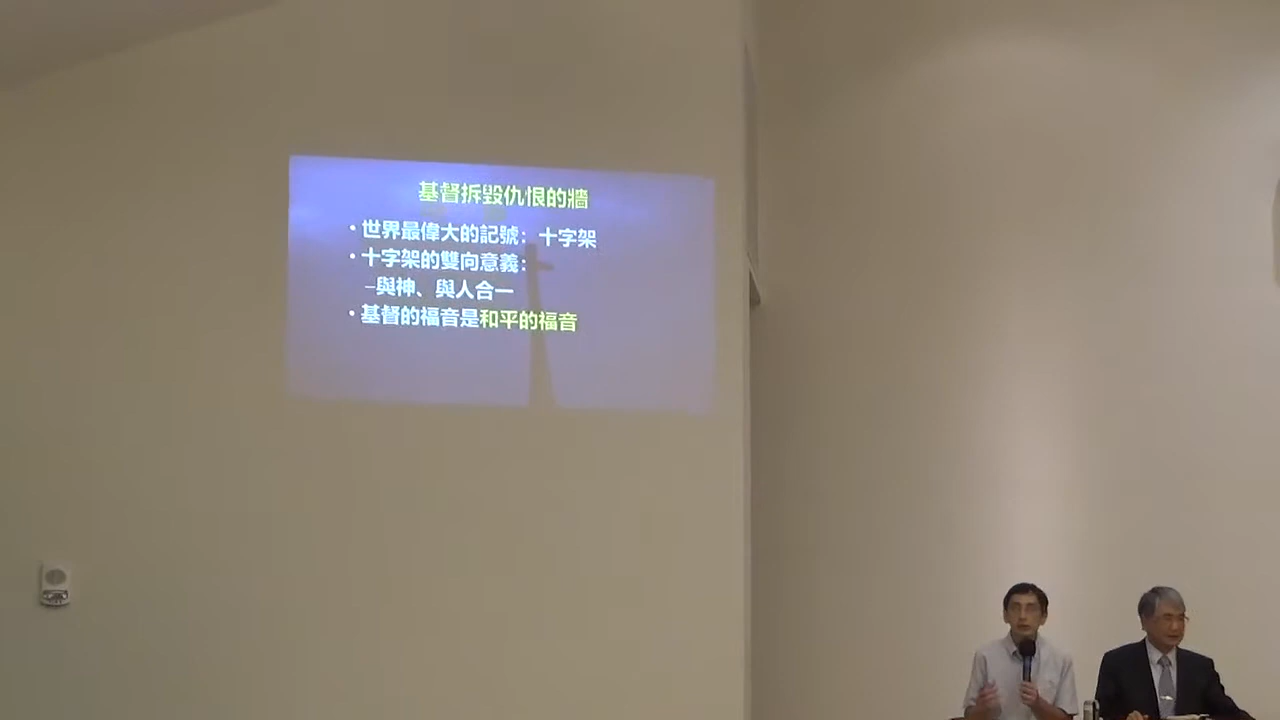 基督拆毀仇恨的牆
•世界最偉大的記號：十字架
•十字架的雙向意義：
–與神、與人合一
•基督的福音是和平的福音